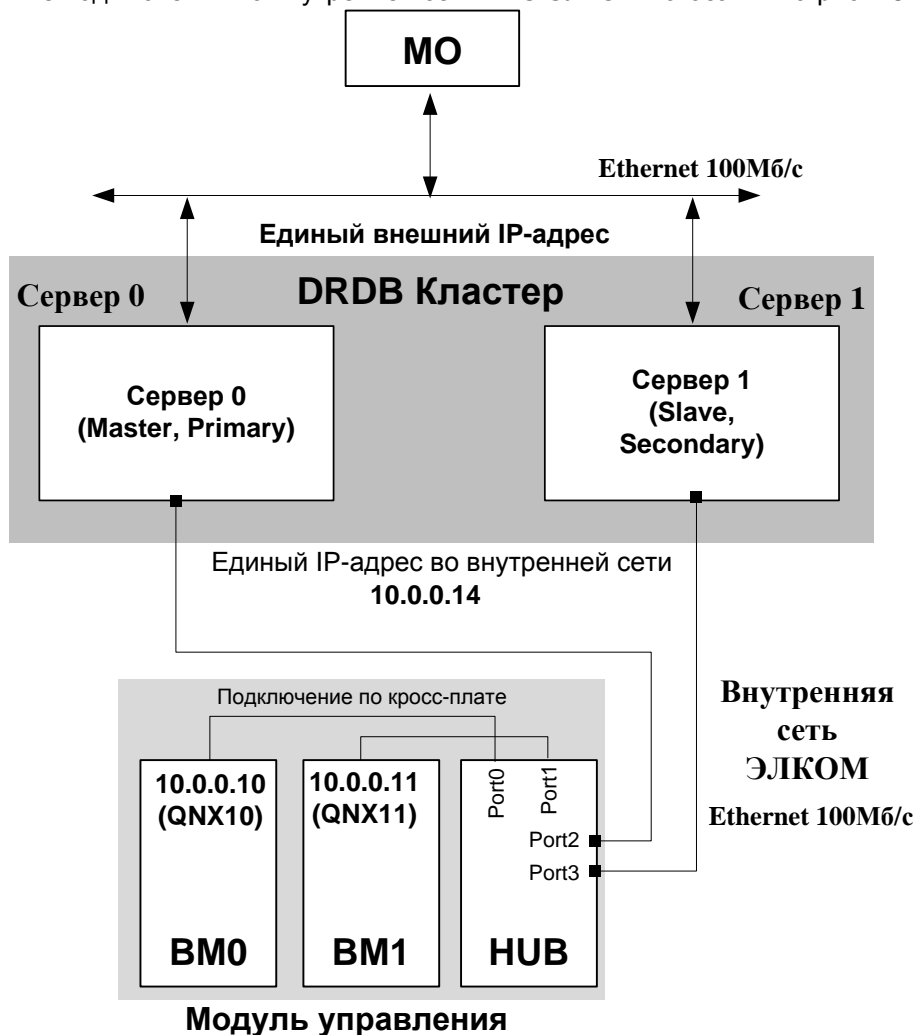 МО
Ethernet 100Мб/с
Единый внешний IP-адрес
DRDB Кластер
Сервер 0
Сервер 1
Сервер 0
(Master, Primary)
Сервер 1
(Slave,
Secondary)
Единый IP-адрес во внутренней сети
10.0.0.14
Подключение по кросс-плате
10.0.0.10
(QNX10)
ВМ0
10.0.0.11
(QNX11)
ВМ1
Port0
Port1
Port2
Port3
HUB
Модуль управления
Внутренняя
сеть
ЭЛКОМ
Ethernet 100Мб/с